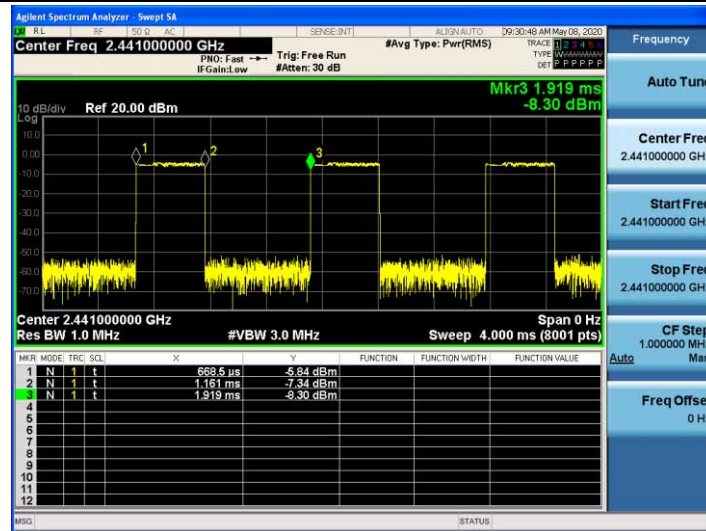 Agilent Spectrum Analyzer - Swept SA
RL RF 50 Ω AC SENSE:INT ALIGN AUTO 09:30:48 AM May 08, 2020
Center Freq 2.441000000 GHz #Avg Type: Pwr(RMS) TRACE 1 2 3 4 5 6
PNO: Fast Trig: Free Run TYPE
IFGain:Low #Atten: 30 dB DET P P P P P P
Mkr3 1.919 ms
-8.30 dBm
10 dB/div Ref 20.00 dBm
Log
10.0
0.00
-10.0
-20.0
-30.0
-40.0
-50.0
-60.0
-70.0
1
2
3
Center 2.441000000 GHz Span 0 Hz
Res BW 1.0 MHz #VBW 3.0 MHz Sweep 4.000 ms (8001 pts)
MKR MODE TRC SCL X Y FUNCTION FUNCTION WIDTH FUNCTION VALUE
1 N 1 t 668.5 µs -5.84 dBm
2 N 1 t 1.161 ms -7.34 dBm
3 N 1 t 1.919 ms -8.30 dBm
4
5
6
7
8
9
10
11
12
MSG STATUS
Frequency
Auto Tun
Center Fre
2.441000000 GH
Start Fre
2.441000000 GH
Stop Fre
2.441000000 GH
CF Step
1.000000 MH
Auto Ma
Freq Offse
0 H